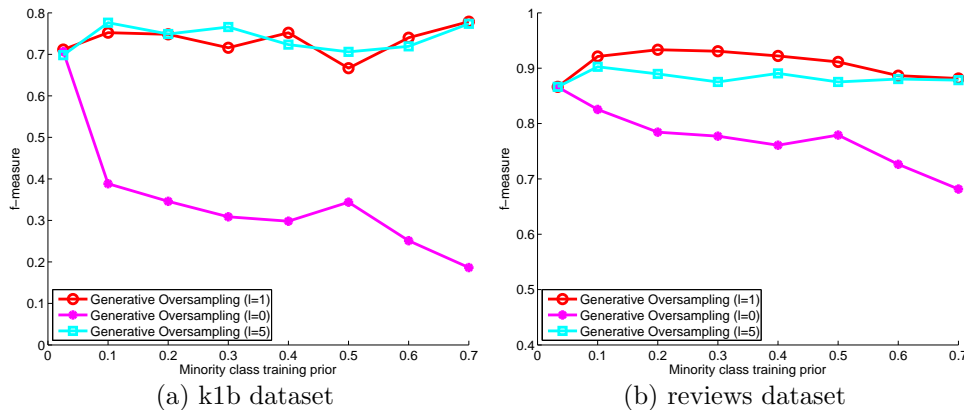 0.8
0.7
0.6
0.5
0.4
0.3
0.2
0.1
0
f-measure
Generative Oversampling (l=1)
Generative Oversampling (l=0)
Generative Oversampling (l=5)
0 0.1 0.2 0.3 0.4 0.5 0.6 0.7
Minority class training prior
(a) k1b dataset
1
0.9
0.8
0.7
0.6
0.5
0.4
f-measure
Generative Oversampling (l=1)
Generative Oversampling (l=0)
Generative Oversampling (l=5)
0 0.1 0.2 0.3 0.4 0.5 0.6 0.7
Minority class training prior
(b) reviews dataset